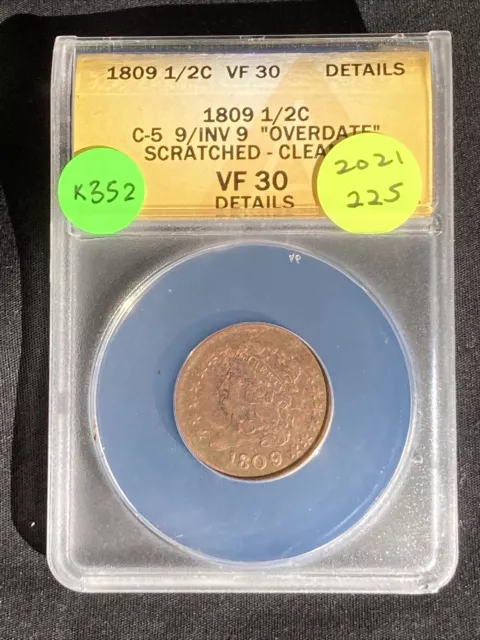 1809 1/2C VF 30 DETAILS
1809 1/2C
C-5 9/INV 9 "OVERDATE"
SCRATCHED - CLEA
VF 30
DETAILS
K352
2021
225
1809